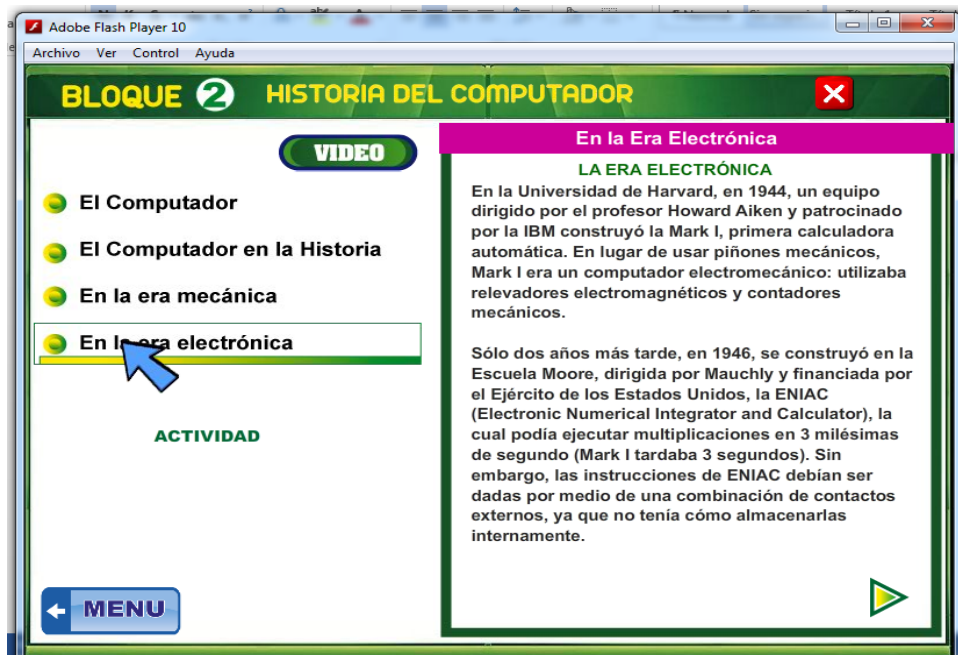 Adobe Flash Player 10
Archivo Ver Control Ayuda
BLOQUE 2 HISTORIA DEL COMPUTADOR
VIDEO
El Computador
El Computador en la Historia
En la era mecánica
En la era electrónica
ACTIVIDAD
MENU
En la Era Electrónica
LA ERA ELECTRÓNICA
En la Universidad de Harvard, en 1944, un equipo
dirigido por el profesor Howard Aiken y patrocinado
por la IBM construyó la Mark I, primera calculadora
automática. En lugar de usar piñones mecánicos,
Mark I era un computador electromecánico: utilizaba
relevadores electromagnéticos y contadores
mecánicos.
Sólo dos años más tarde, en 1946, se construyó en la
Escuela Moore, dirigida por Mauchly y financiada por
el Ejército de los Estados Unidos, la ENIAC
(Electronic Numerical Integrator and Calculator), la
cual podía ejecutar multiplicaciones en 3 milésimas
de segundo (Mark I tardaba 3 segundos). Sin
embargo, las instrucciones de ENIAC debían ser
dadas por medio de una combinación de contactos
externos, ya que no tenía cómo almacenarlas
internamente.